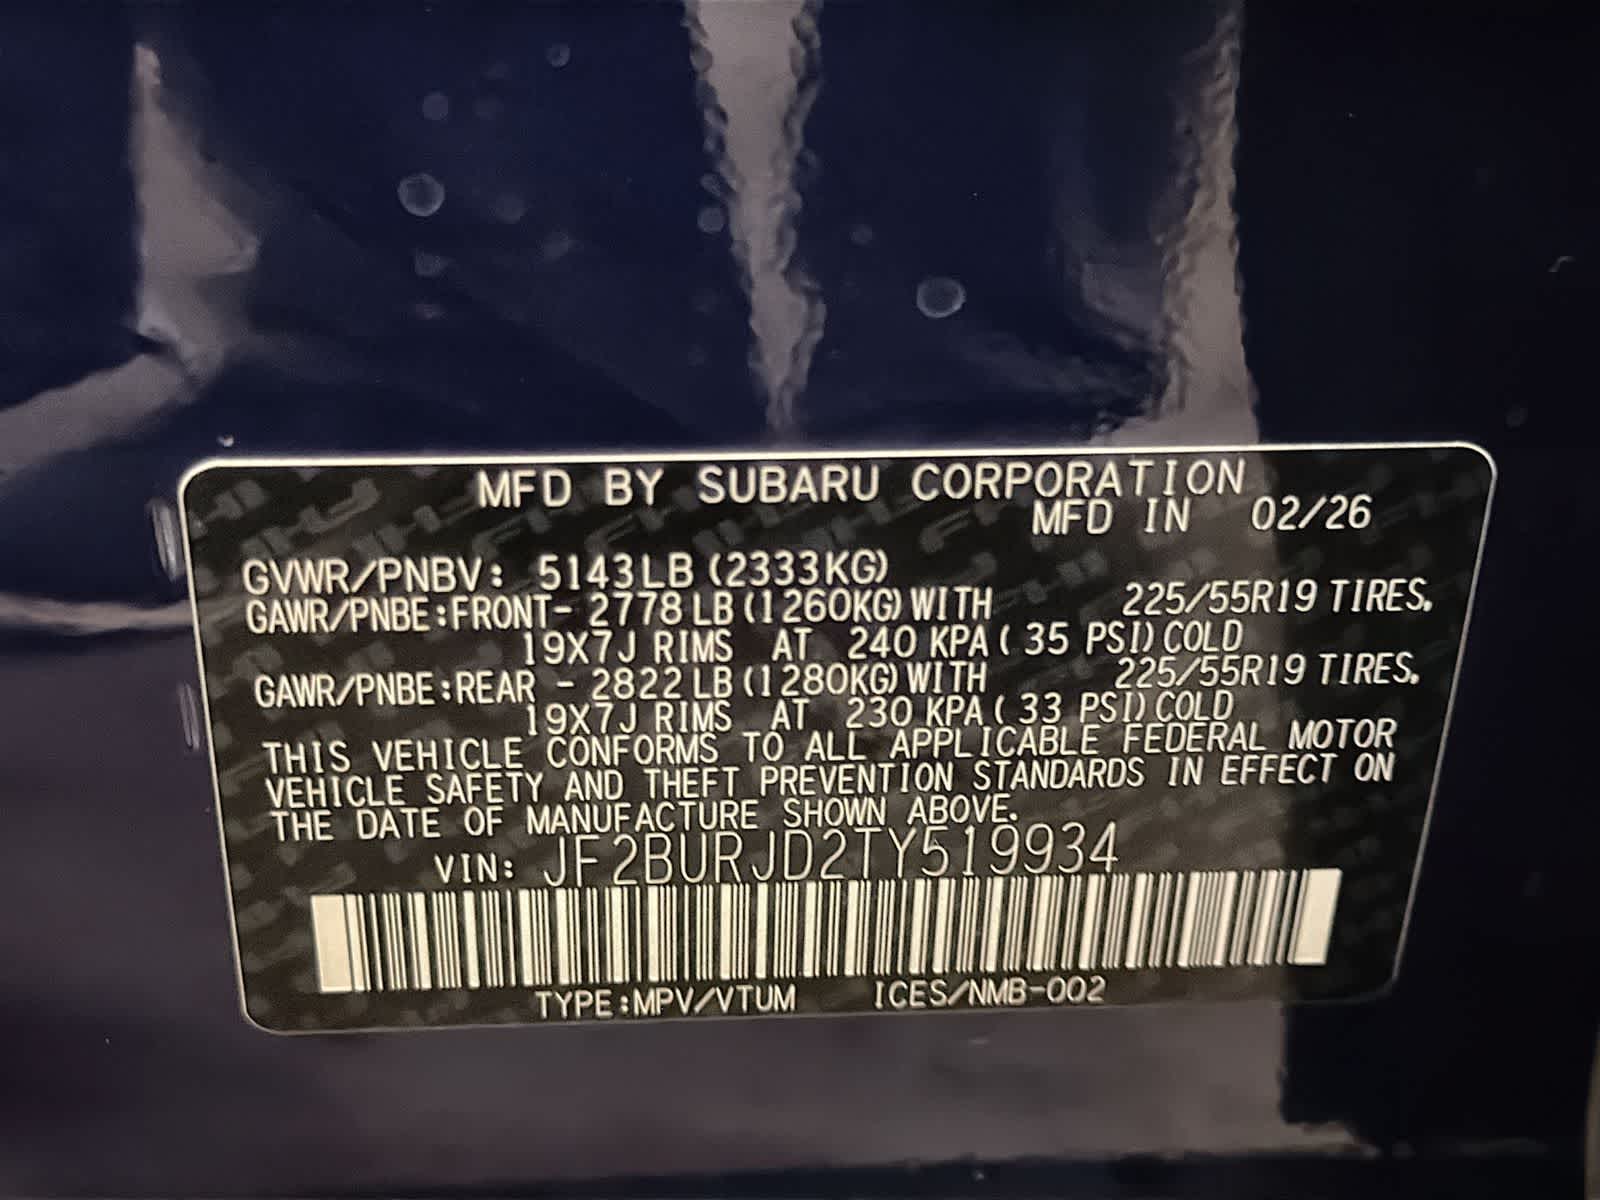 MFD BY SUBARU CORPORATION
MFD IN 02/26
GVWR/PNBV: 5143LB (2333KG)
GAWR/PNBE:FRONT- 2778 LB (1260KG) WITH 225/55R19 TIRES,
19X7J RIMS AT 240 KPA ( 35 PSI) COLD
GAWR/PNBE:REAR - 2822 LB (1280KG) WITH 225/55R19 TIRES,
19X7J RIMS AT 230 KPA ( 33 PSI) COLD
THIS VEHICLE CONFORMS TO ALL APPLICABLE FEDERAL MOTOR
VEHICLE SAFETY AND THEFT PREVENTION STANDARDS IN EFFECT ON
THE DATE OF MANUFACTURE SHOWN ABOVE.
VIN: JF2BURJD2TY519934
TYPE:MPV/VTUM ICES/NMB-002